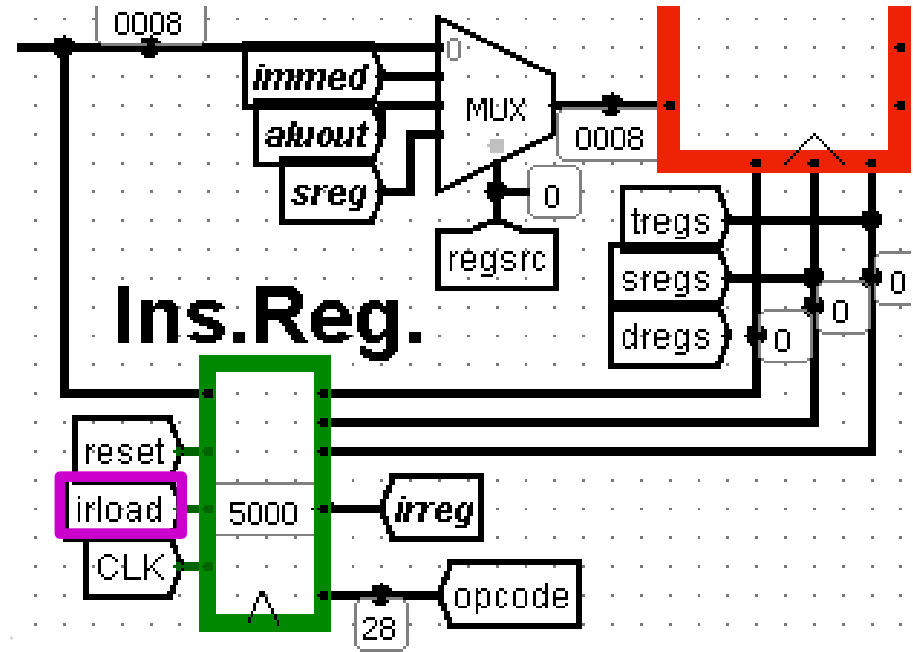 0008
0
immed
MUX
aluout
0008
sreg
0
tregs
regsrc
sregs
0
Ins.Reg.
0
dregs
0
reset
irload
5000
irreg
CLK
opcode
28